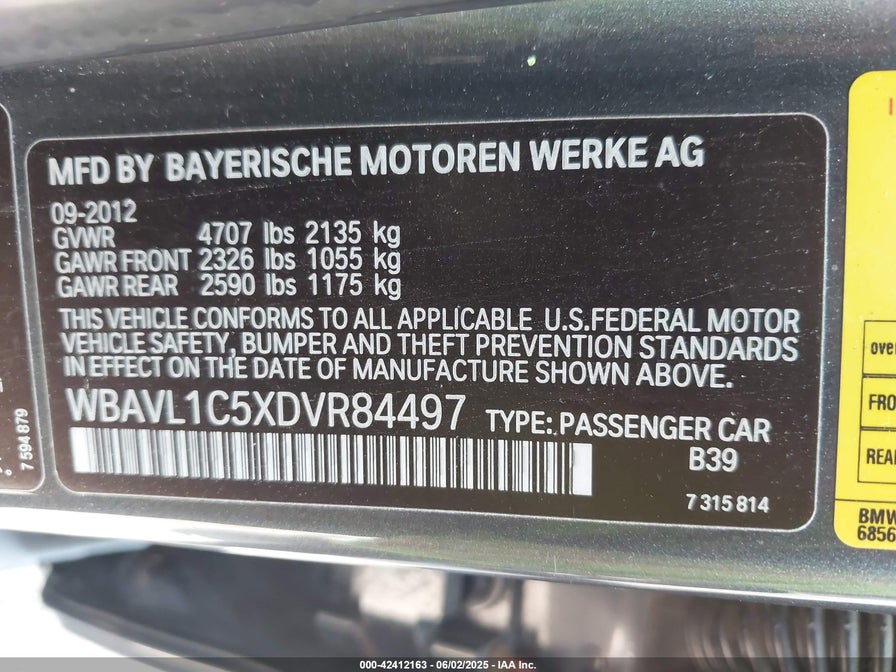 MFD BY BAYERISCHE MOTOREN WERKE AG
09-2012
GVWR 4707 lbs 2135 kg
GAWR FRONT 2326 lbs 1055 kg
GAWR REAR 2590 lbs 1175 kg
THIS VEHICLE CONFORMS TO ALL APPLICABLE U.S.FEDERAL MOTOR
VEHICLE SAFETY, BUMPER AND THEFT PREVENTION STANDARDS
IN EFFECT ON THE DATE OF MANUFACTURE SHOWN ABOVE.
WBAVL1C5XDVR84497 TYPE: PASSENGER CAR
B39
7 315 814
7 594 879
FRO
REA
BMW
6856
000-42412163 - 06/02/2025 - IAA Inc.